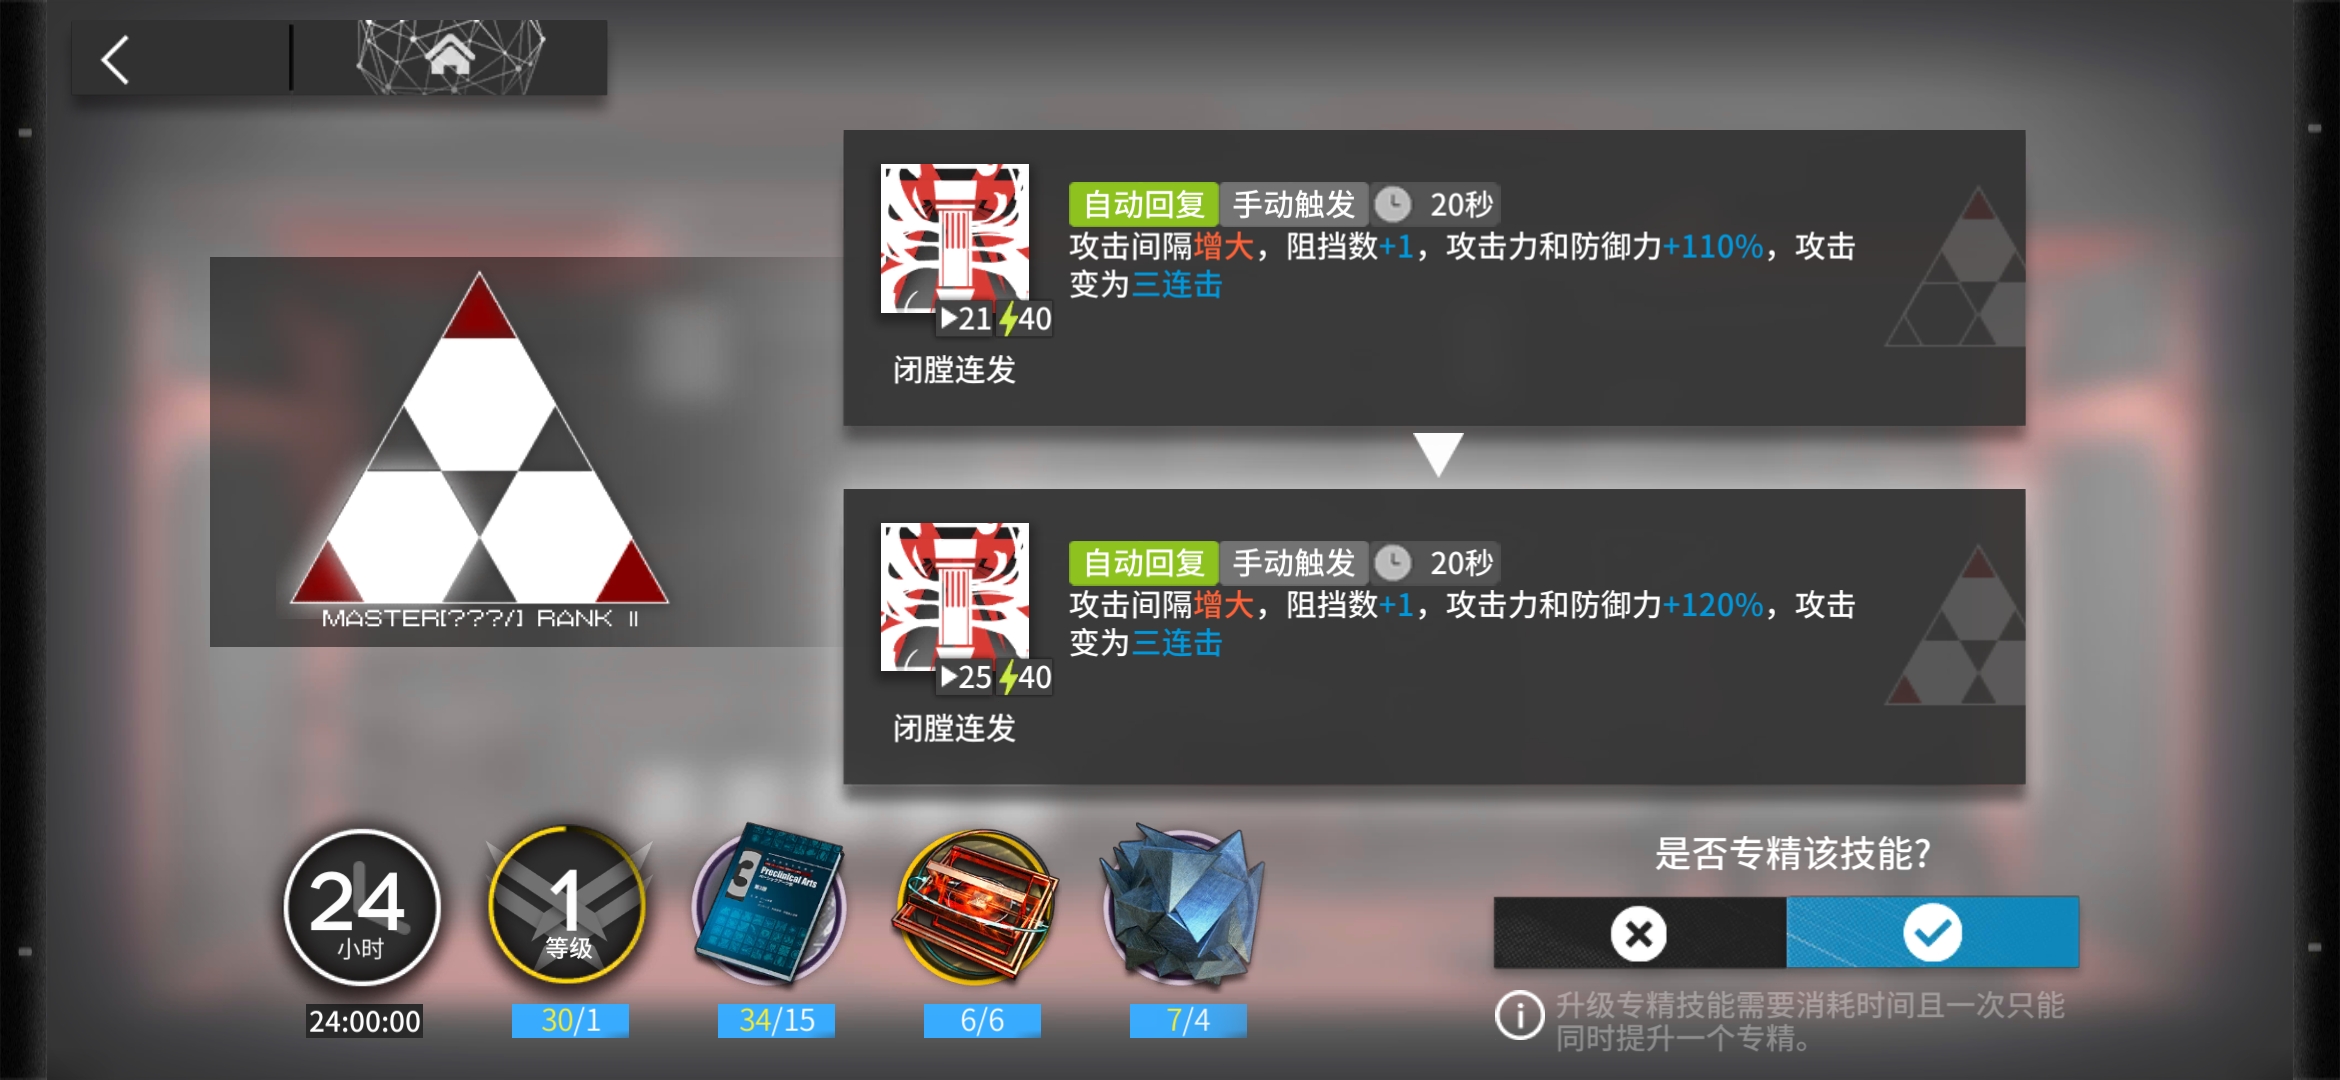 自动回复 手动触发 20秒
攻击间隔增大，阻挡数+1，攻击力和防御力+110%，攻击
变为三连击
21 40
闭膛连发
MASTER[???/] RANK II
自动回复 手动触发 20秒
攻击间隔增大，阻挡数+1，攻击力和防御力+120%，攻击
变为三连击
25 40
闭膛连发
24
小时
24:00:00
1
等级
30/1
3
Preclinical Arts
34/15
6/6
7/4
是否专精该技能?
升级专精技能需要消耗时间且一次只能
同时提升一个专精。